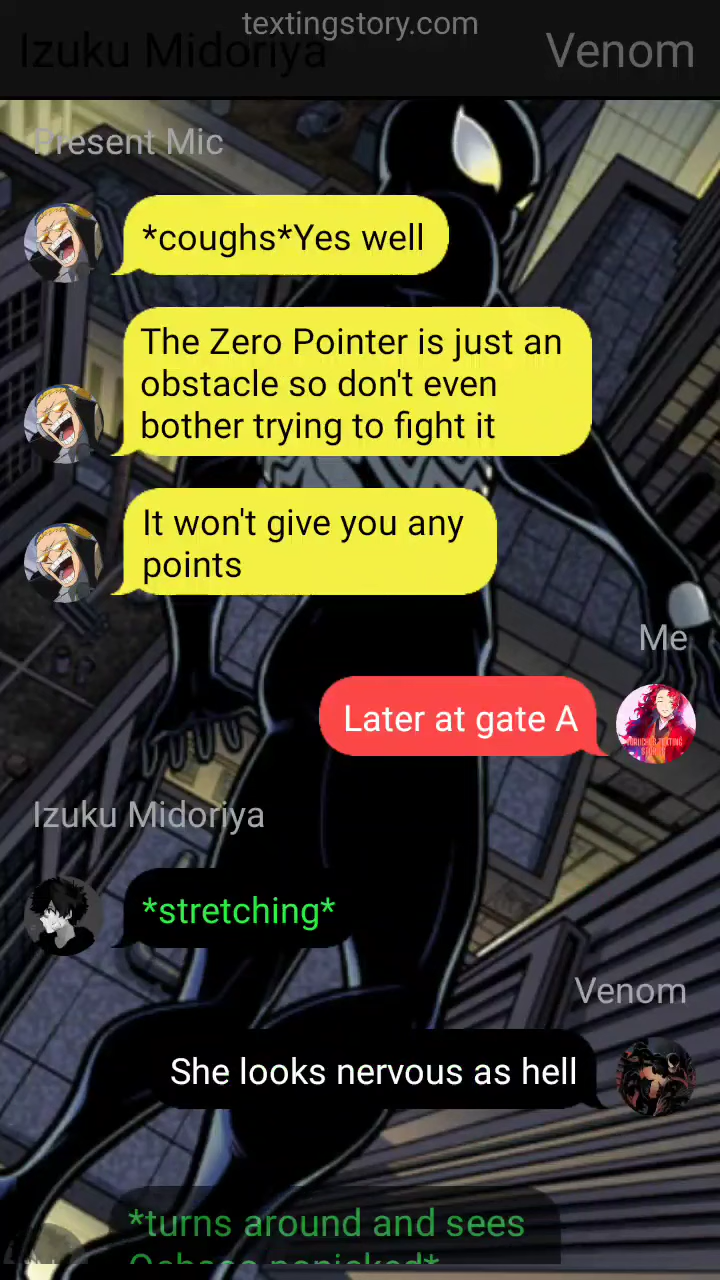 textingstory.com
Izuku Midoriya
Venom
Present Mic
*coughs*Yes well
The Zero Pointer is just an
obstacle so don't even
bother trying to fight it
It won't give you any
points
Me
Later at gate A
Izuku Midoriya
*stretching*
Venom
She looks nervous as hell
*turns around and sees